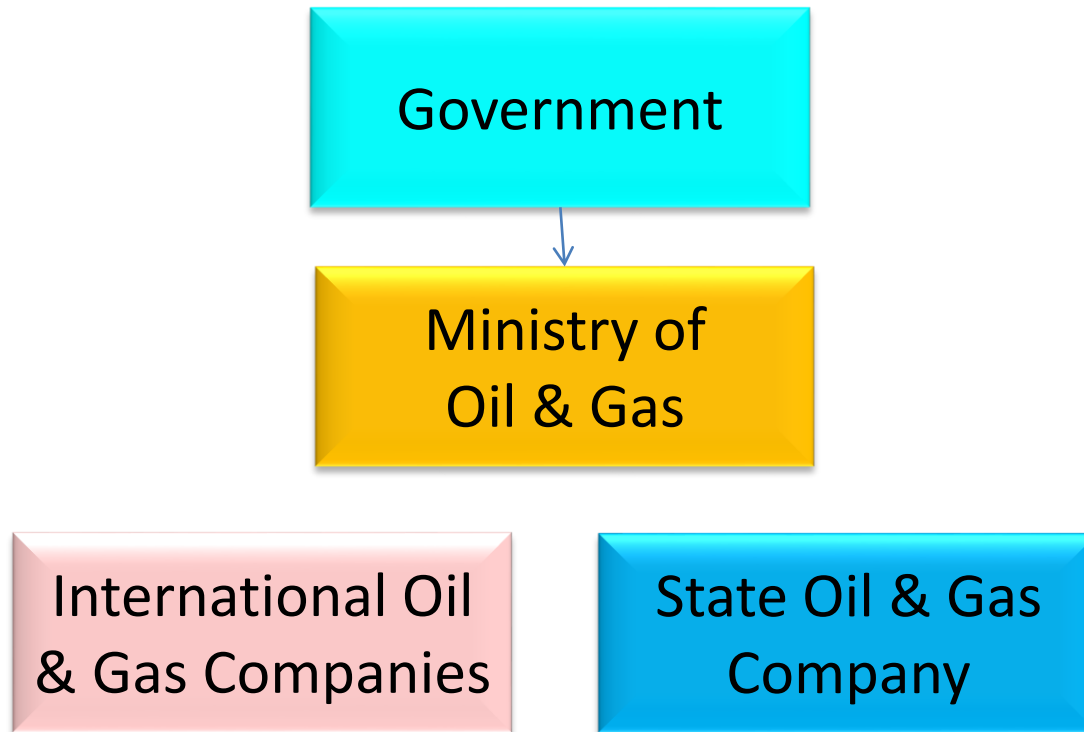 Government
Ministry of
Oil & Gas
International Oil
& Gas Companies
State Oil & Gas
Company